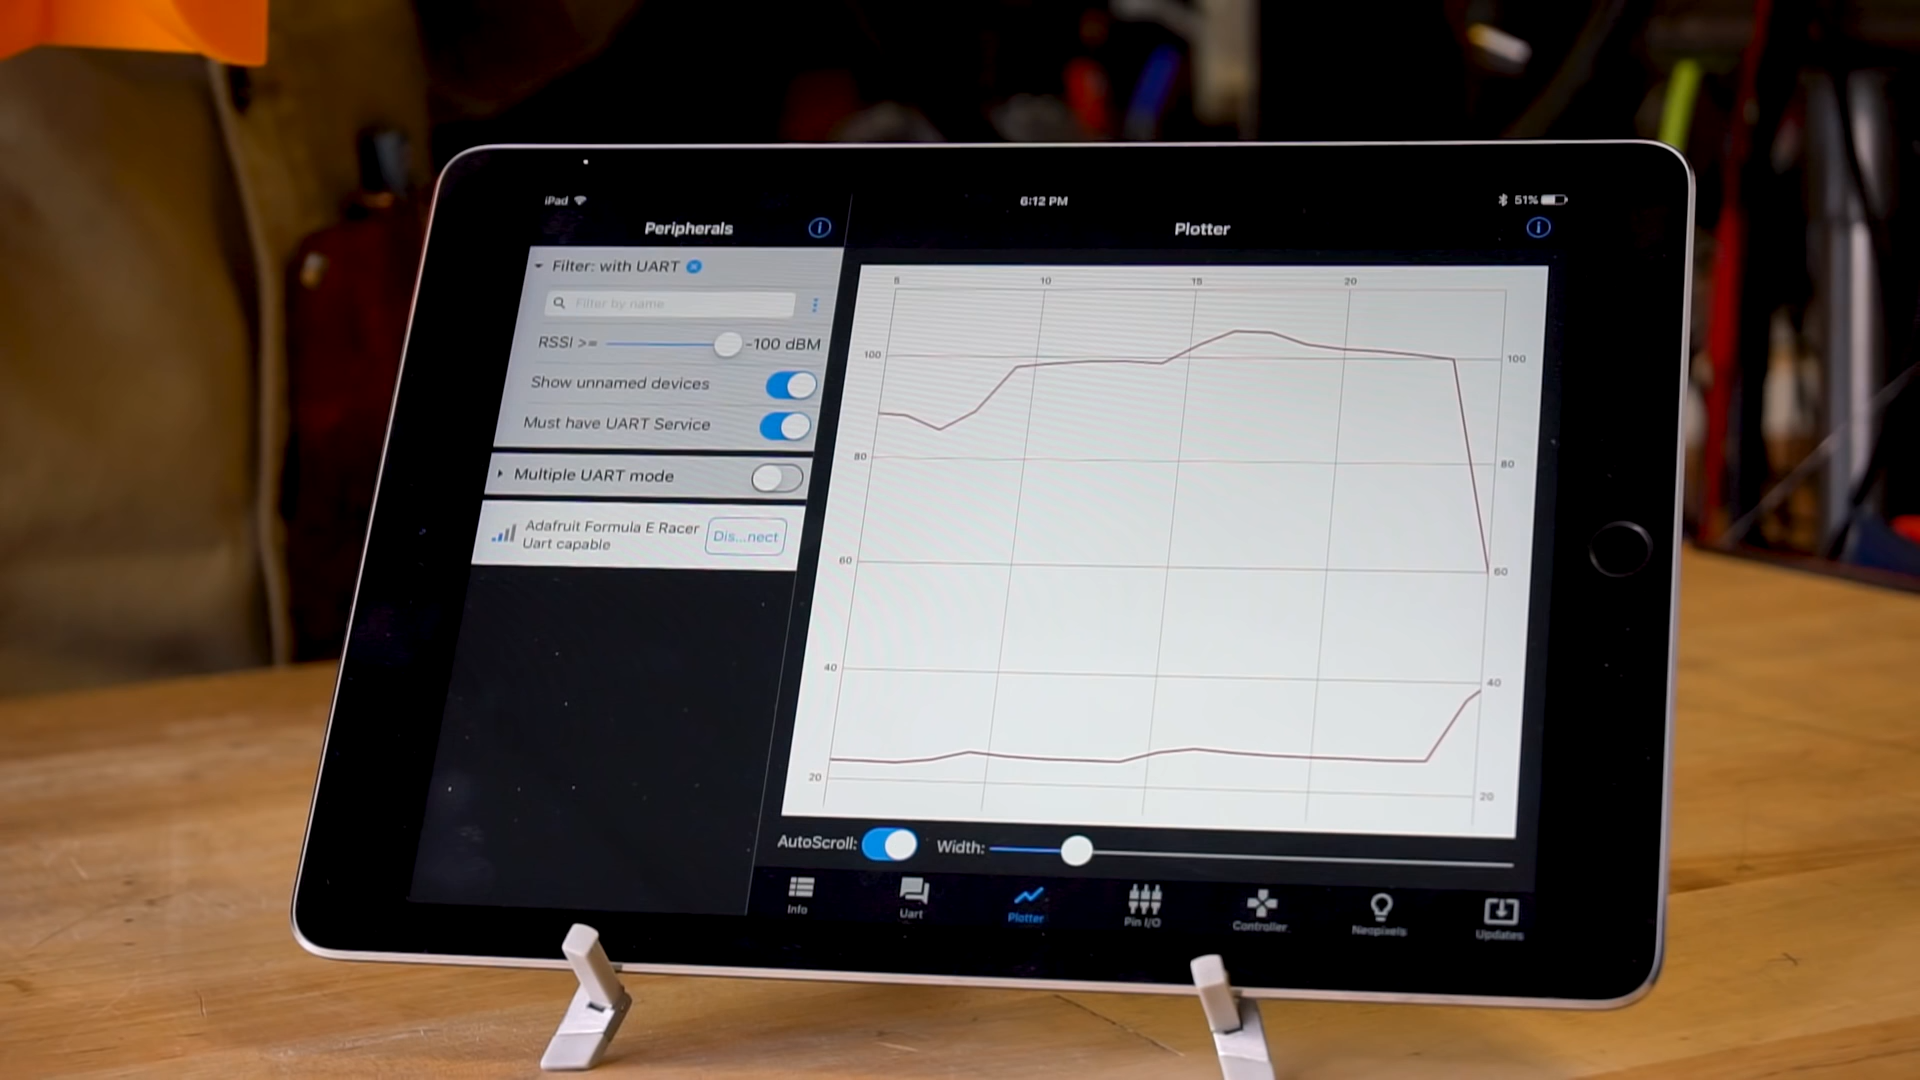 iPad
6:12 PM
51%
Peripherals
Plotter
Filter: with UART
Filter by name
RSSI >=
-100 dBM
Show unnamed devices
Must have UART Service
Multiple UART mode
Adafruit Formula E Racer
Uart capable
Dis...nect
5
10
15
20
100
100
80
80
60
60
40
40
20
20
AutoScroll:
Width:
Info
Uart
Plotter
Pin I/O
Controller
Neopixels
Updates